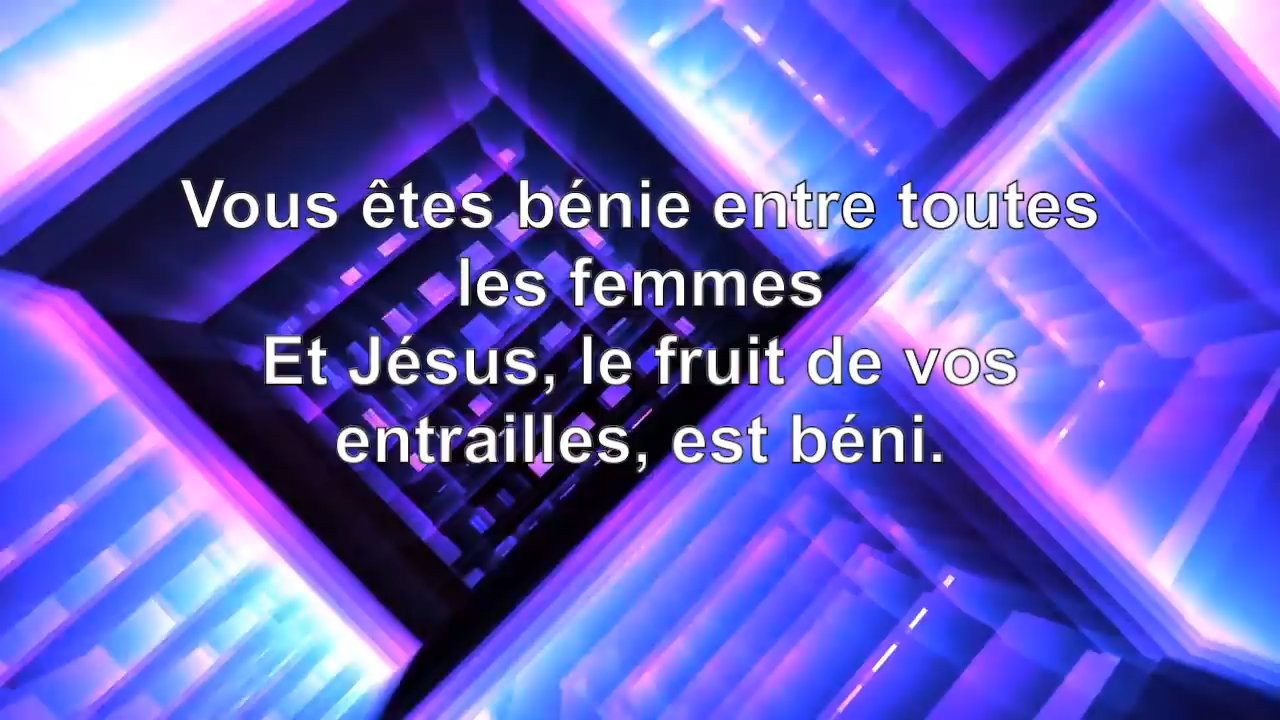 Vous êtes bénie entre toutes
les femmes
Et Jésus, le fruit de vos
entrailles, est béni.